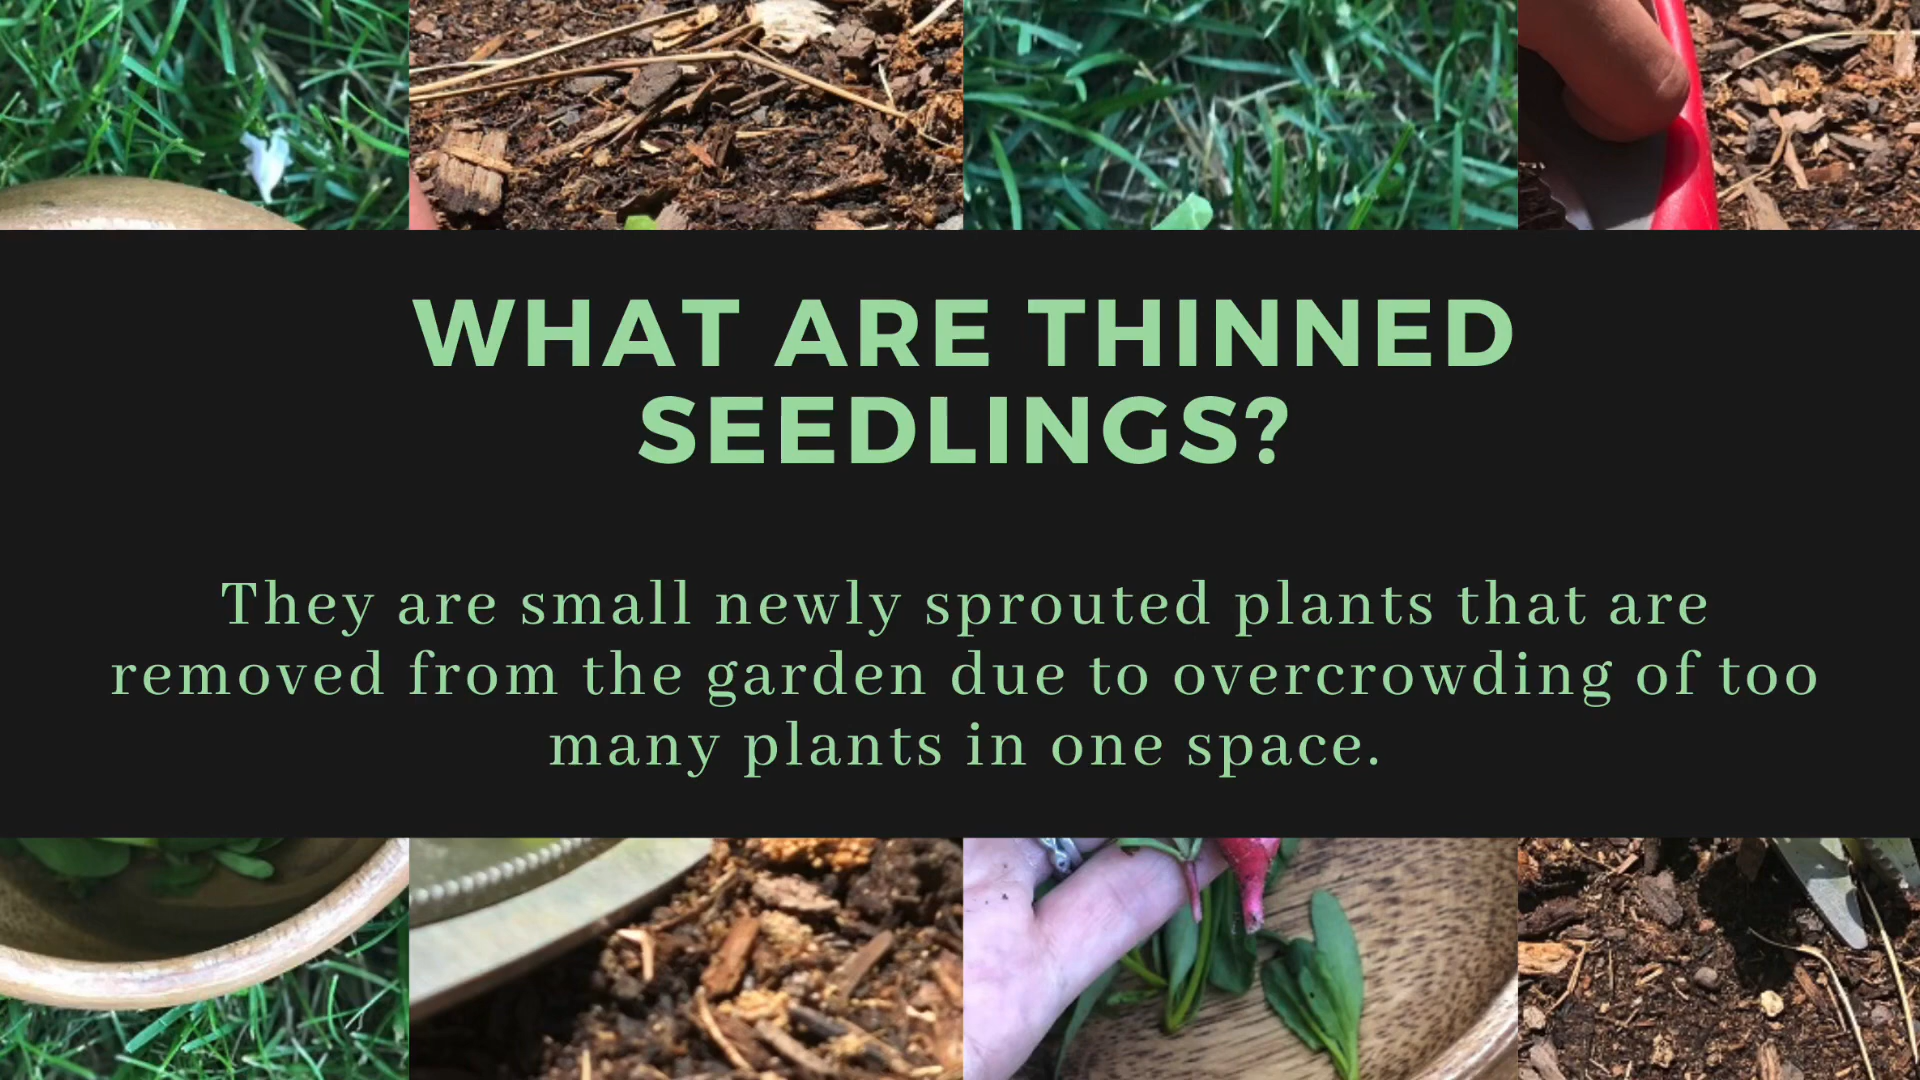 WHAT ARE THINNED
SEEDLINGS?
They are small newly sprouted plants that are
removed from the garden due to overcrowding of too
many plants in one space.